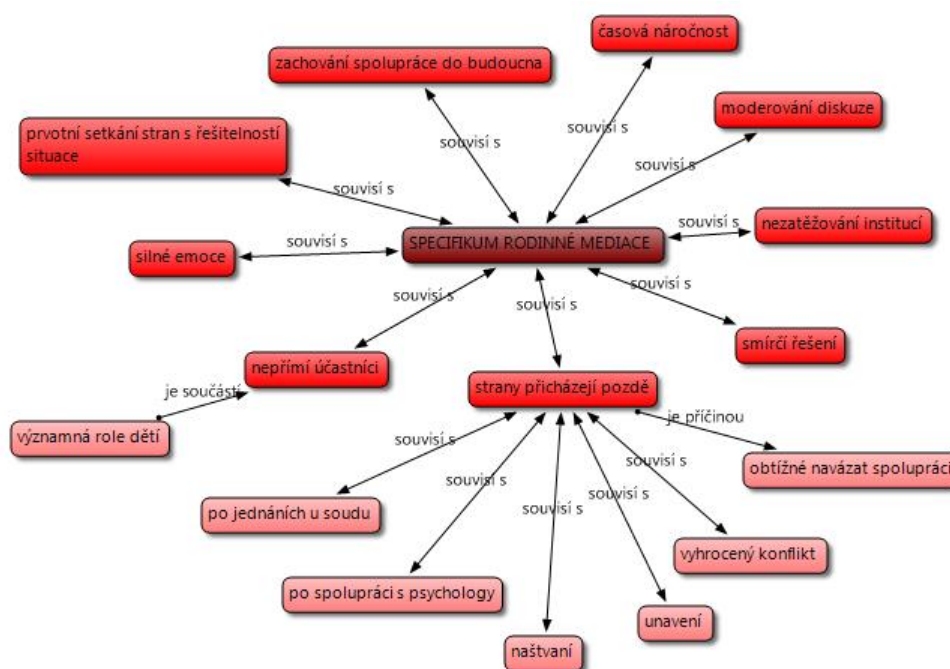 časová náročnost
zachování spolupráce do budoucna
moderování diskuze
prvotní setkání stran s řešitelností
situace
souvisí s
souvisí s
souvisí s
souvisí s
nezatěžování institucí
SPECIFIKUM RODINNÉ MEDIACE
souvisí s
silné emoce
souvisí s
souvisí s
souvisí s
souvisí s
smírčí řešení
nepřímí účastníci
strany přicházejí pozdě
je součástí
je příčinou
významná role dětí
souvisí s
souvisí s
obtížné navázat spolupráci
souvisí s
souvisí s
souvisí s
po jednáních u soudu
vyhrocený konflikt
po spolupráci s psychology
unavení
naštvaní